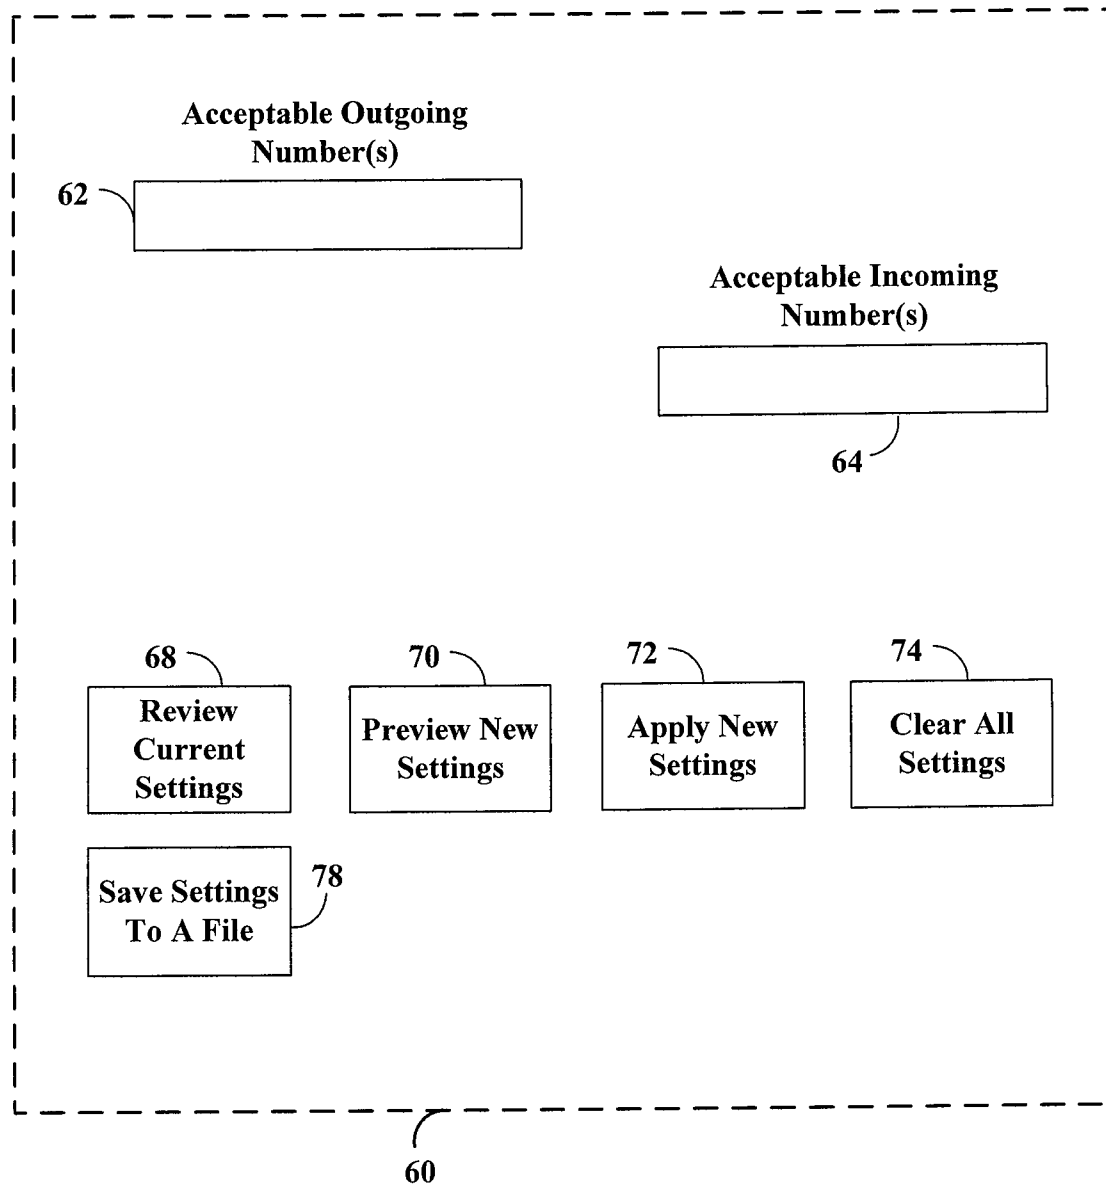 Acceptable Outgoing
Number(s)
62
Acceptable Incoming
Number(s)
64
68
70
72
74
Review
Current
Settings
Preview New
Settings
Apply New
Settings
Clear All
Settings
Save Settings
To A File
78
60